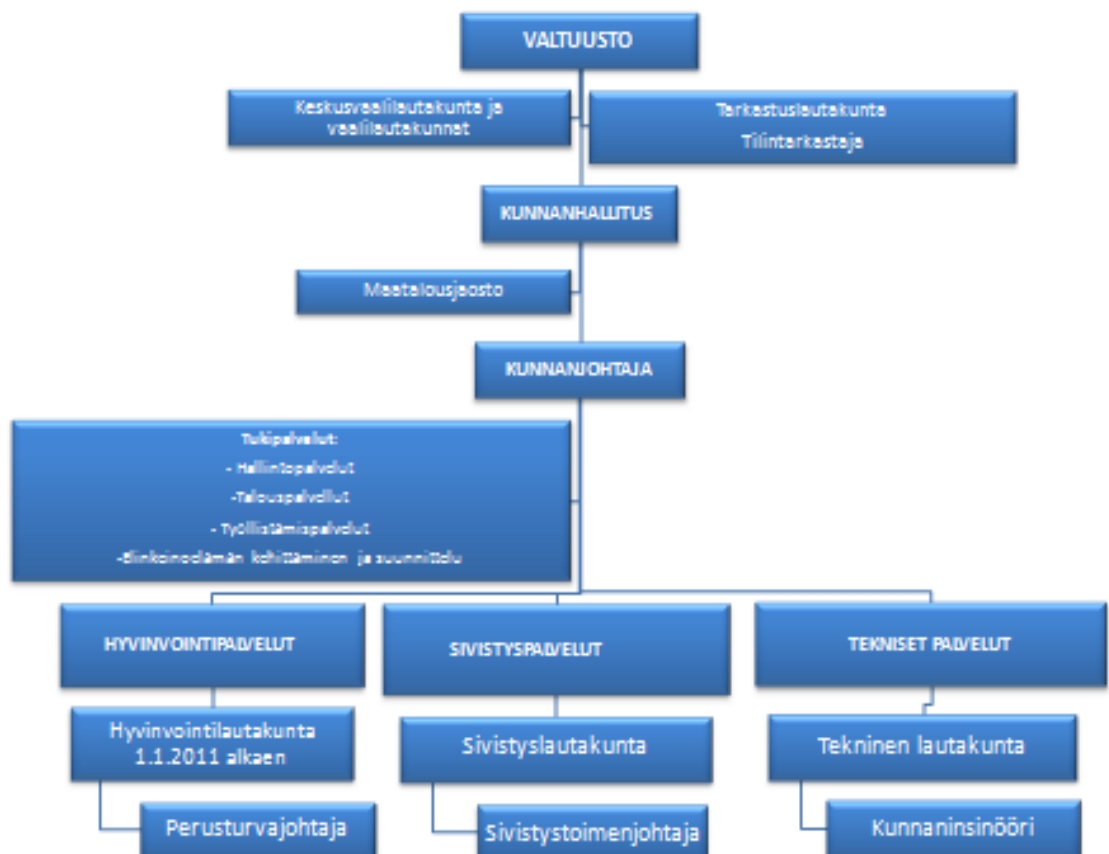 VALTUUSTO
Keskusvaalilautakunta ja
vaalilautakunnat
Tarkastuslautakunta
Tilintarkastaja
KUNNANHALLITUS
Maatalousjaosto
KUNNANJOHTAJA
Tukipalvelut:
- Hallintopalvelut
-Talouspalvellut
- Työllistämispalvelut
-Elinkeinoelämän kehittäminen ja suunnittelu
HYVINVOINTIPALVELUT
SIVISTYSPALVELUT
TEKNISET PALVELUT
Hyvinvointilautakunta
1.1.2011 alkaen
Sivistyslautakunta
Tekninen lautakunta
Perusturvajohtaja
Sivistystoimenjohtaja
Kunnaninsinööri